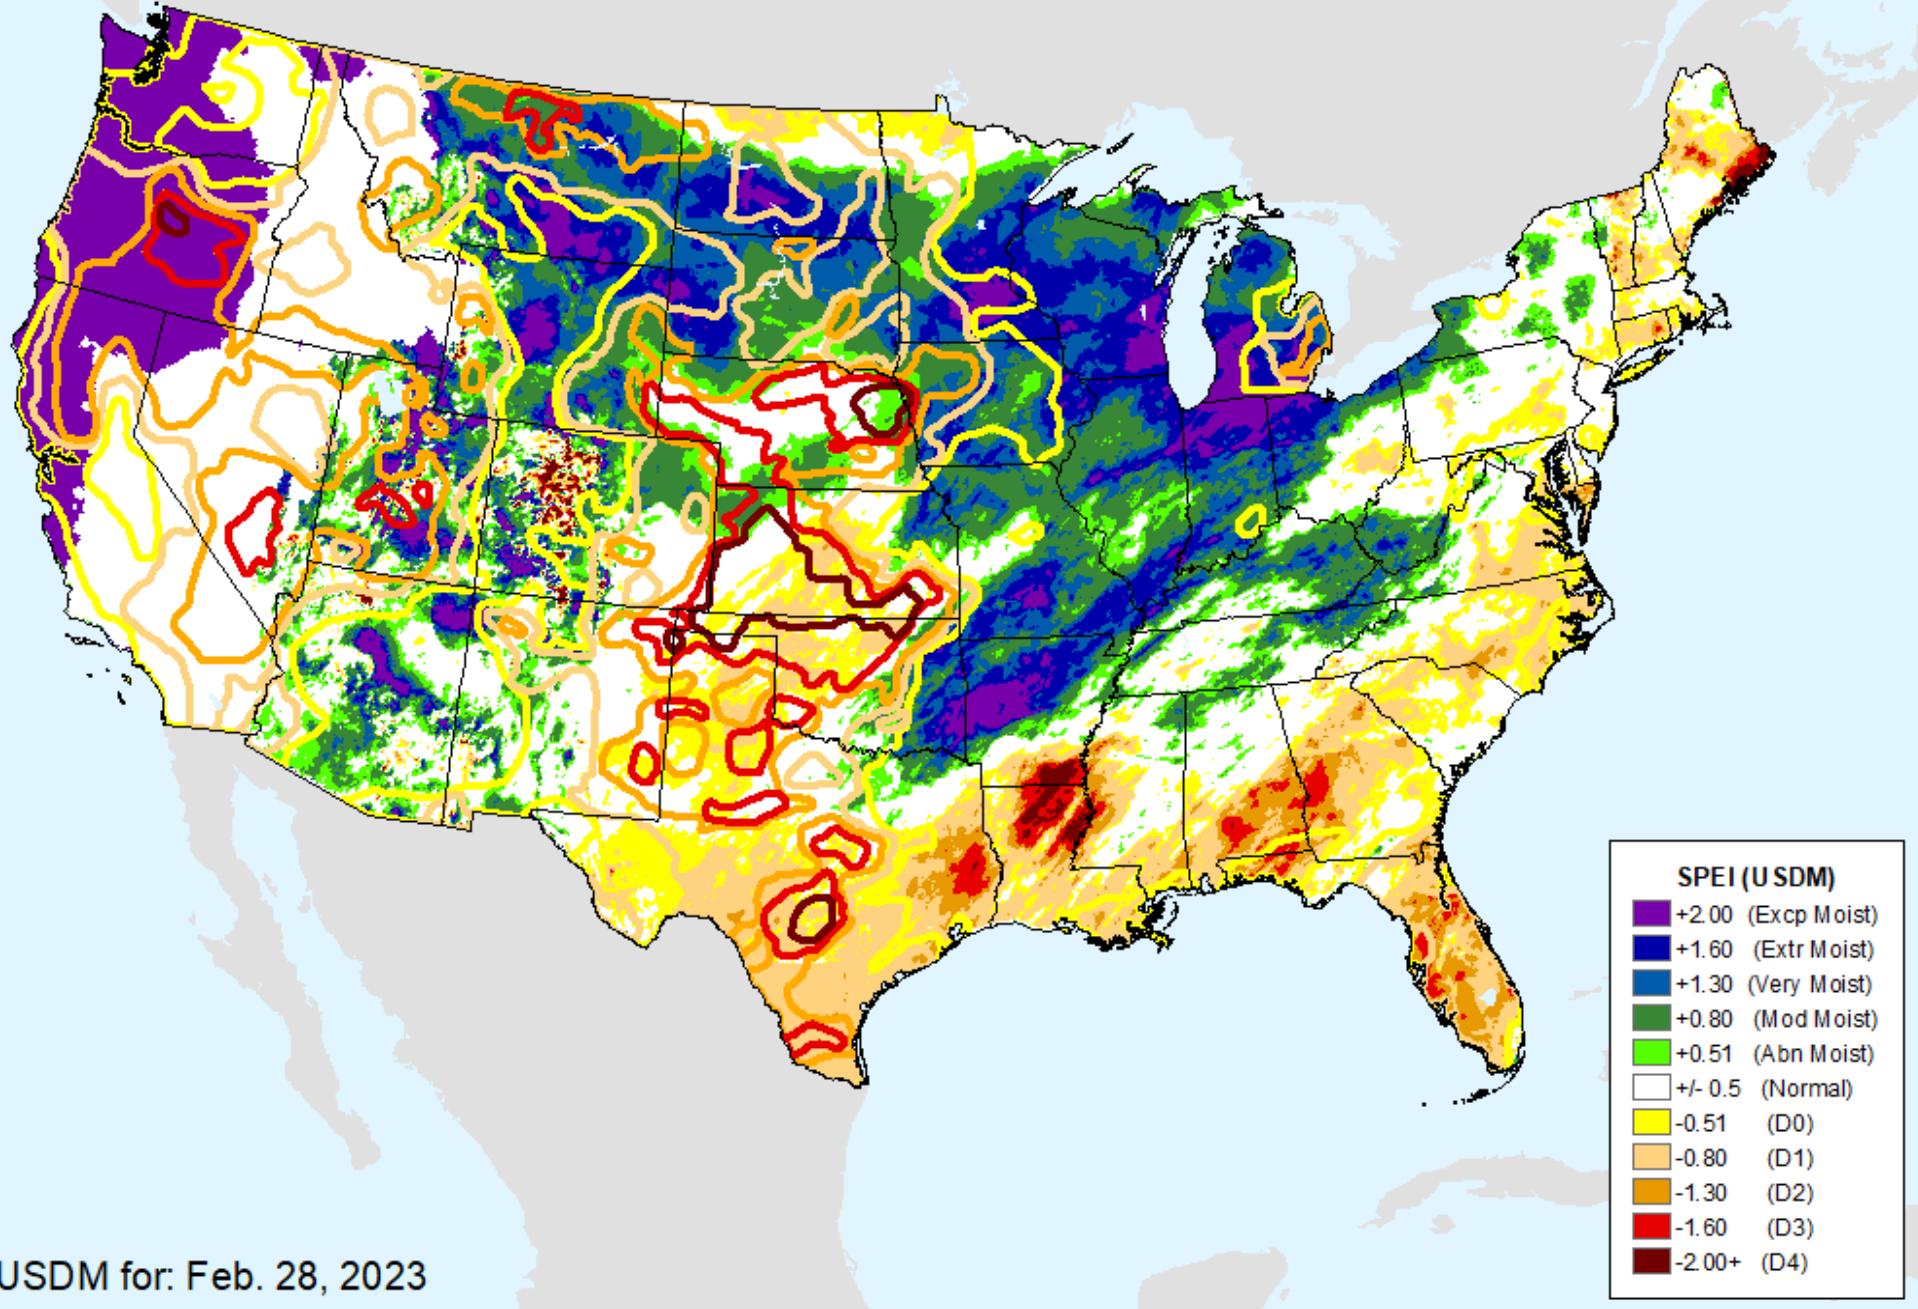 SPEI (USDM)
+2.00 (Excp Moist)
+1.60 (Extr Moist)
+1.30 (Very Moist)
+0.80 (Mod Moist)
+0.51 (Abn Moist)
+/- 0.5 (Normal)
-0.51 (D0)
-0.80 (D1)
-1.30 (D2)
-1.60 (D3)
-2.00+ (D4)
USDM for: Feb. 28, 2023